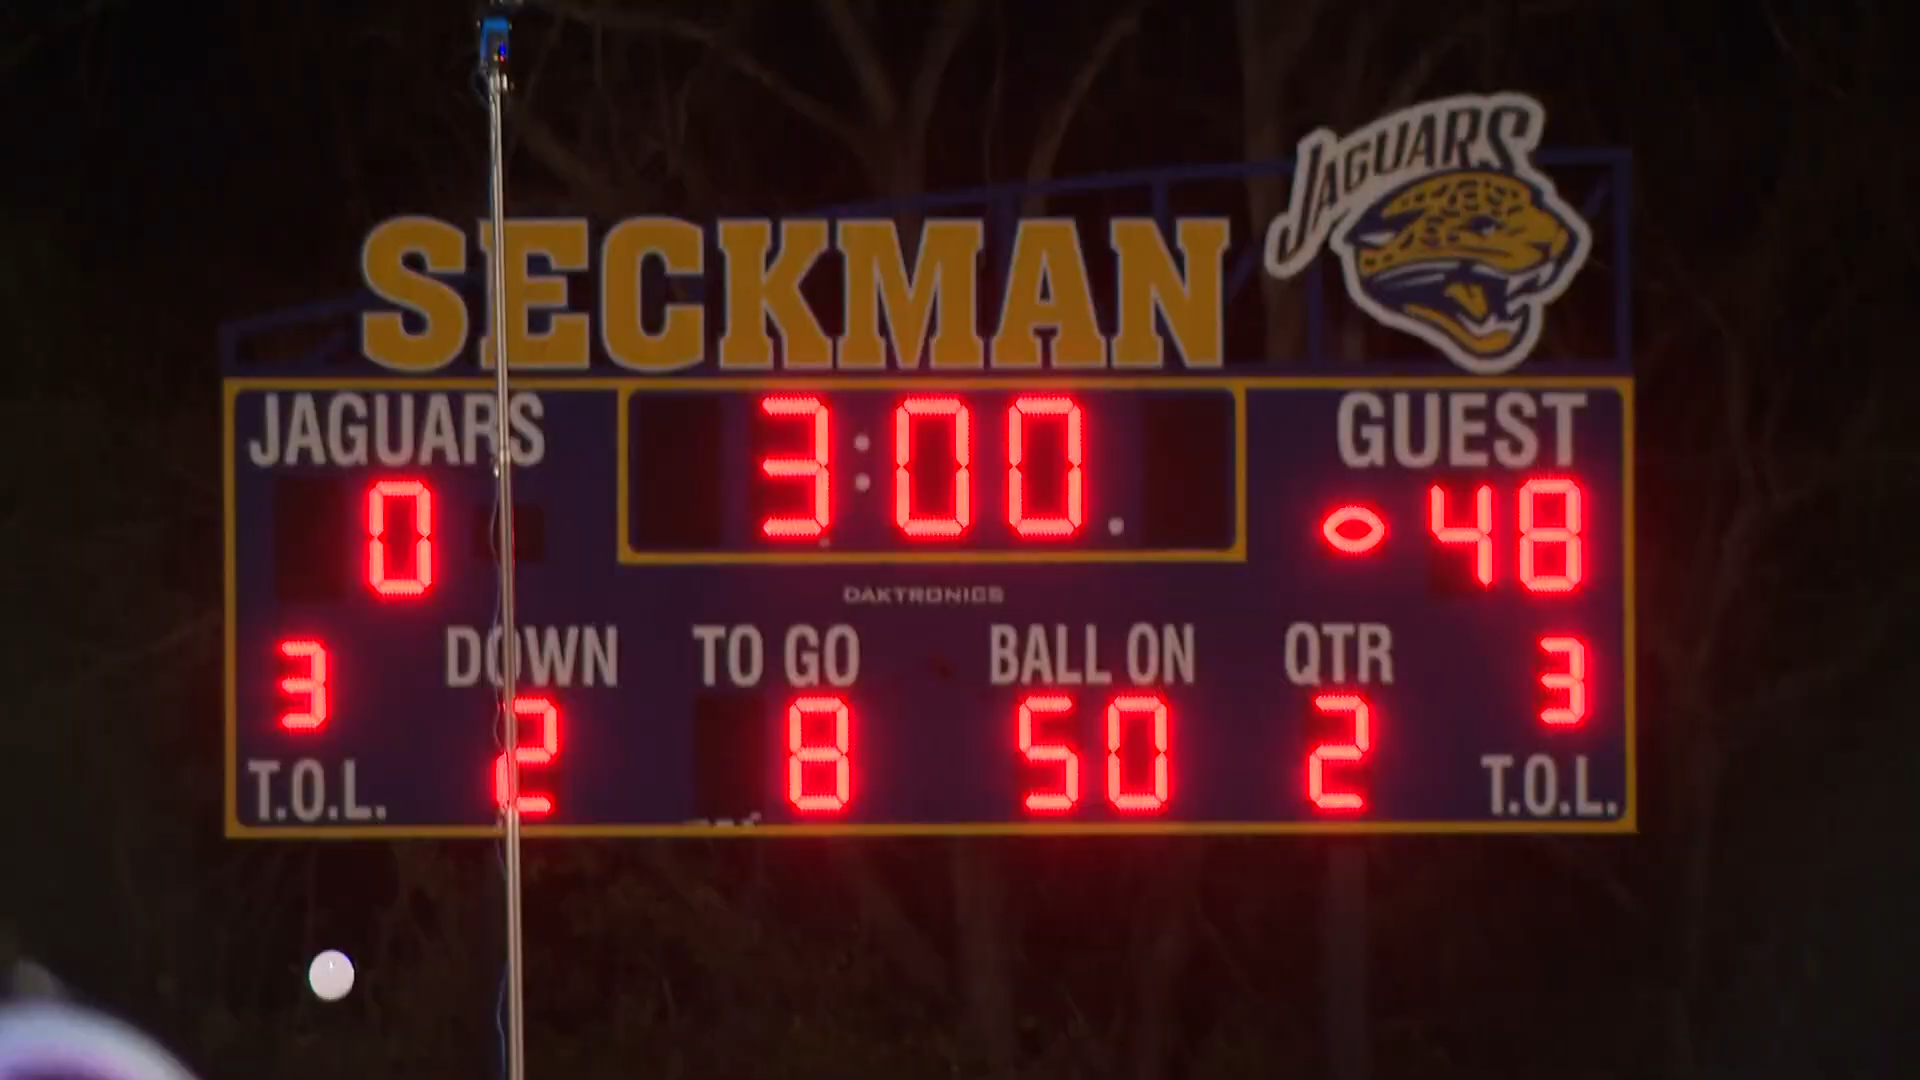 JAGUARS
SECKMAN
JAGUARS 3:00 GUEST
0 48
DAKTRONICS
DOWN TO GO BALL ON QTR
3 2 8 50 2 3
T.O.L. T.O.L.